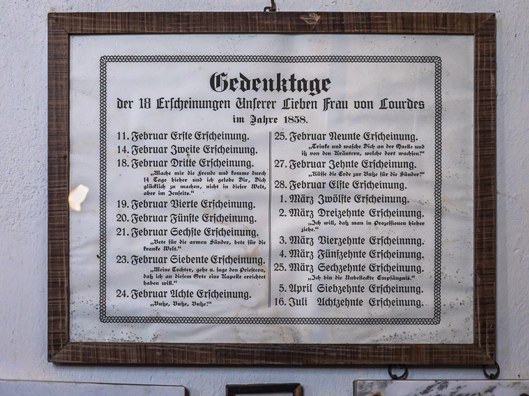 Gedenktage
der 18 Erscheinungen Unserer Lieben Frau von Lourdes
im Jahre 1858.
11. Februar Erste Erscheinung.
14. Februar Zweite Erscheinung.
18. Februar Dritte Erscheinung.
„Mache mir die Freude und komme durch
14 Tage hieher und ich gelobe Dir, Dich
glücklich zu machen, nicht in dieser Welt,
aber im Jenseits."
19. Februar Vierte Erscheinung.
20. Februar Fünfte Erscheinung.
21. Februar Sechste Erscheinung.
„Bete für die armen Sünder, bete für die
kranke Welt."
23. Februar Siebente Erscheinung.
„Meine Tochter, gehe u. sage den Priestern,
daß ich an diesem Orte eine Kapelle errichtet
haben will."
24. Februar Achte Erscheinung.
„Buße, Buße, Buße!"
25. Februar Neunte Erscheinung.
„Trinke und wasche Dich an der Quelle und
iß von den Kräutern, welche dort wachsen!"
27. Februar Zehnte Erscheinung.
„Küsse die Erde zur Buße für die Sünder!"
28. Februar Elfte Erscheinung.
1. März Zwölfte Erscheinung.
2. März Dreizehnte Erscheinung.
„Ich will, daß man in Prozessionen hieher
ziehe."
3. März Vierzehnte Erscheinung.
4. März Fünfzehnte Erscheinung.
25. März Sechzehnte Erscheinung.
„Ich bin die Unbefleckte Empfängnis."
5. April Siebzehnte Erscheinung.
16. Juli Achtzehnte Erscheinung.